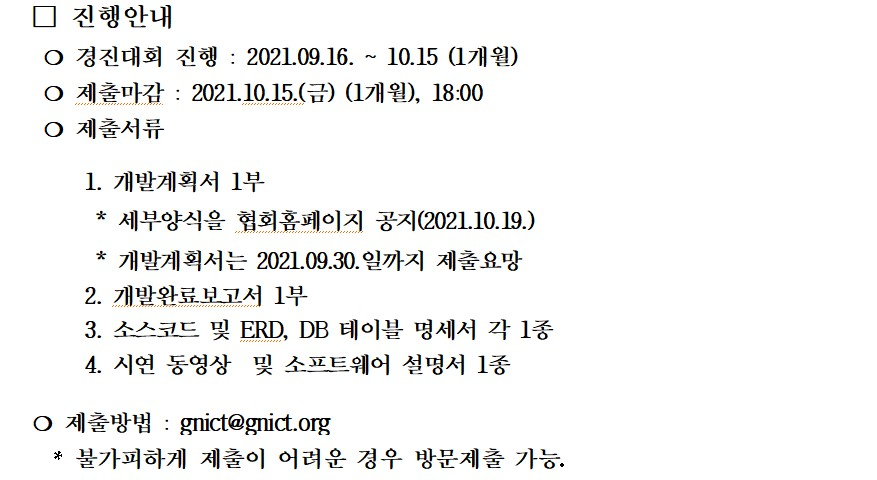 □ 진행안내
❍ 경진대회 진행 : 2021.09.16. ~ 10.15 (1개월)
❍ 제출마감 : 2021.10.15.(금) (1개월), 18:00
❍ 제출서류
1. 개발계획서 1부
* 세부양식을 협회홈페이지 공지(2021.10.19.)
* 개발계획서는 2021.09.30.일까지 제출요망
2. 개발완료보고서 1부
3. 소스코드 및 ERD, DB 테이블 명세서 각 1종
4. 시연 동영상 및 소프트웨어 설명서 1종
❍ 제출방법 : gnict@gnict.org
* 불가피하게 제출이 어려운 경우 방문제출 가능.